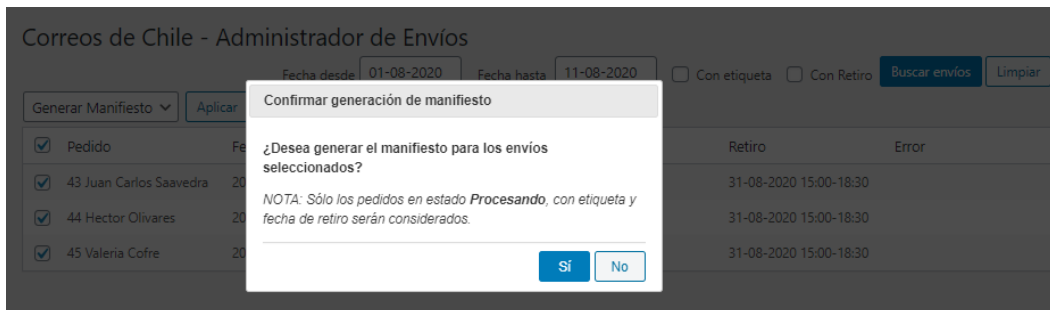 Correos de Chile - Administrador de Envíos
Fecha desde 01-08-2020 Fecha hasta 11-08-2020 Con etiqueta Con Retiro Buscar envíos Limpiar
Generar Manifiesto Aplicar
Confirmar generación de manifiesto
¿Desea generar el manifiesto para los envíos
seleccionados?
NOTA: Sólo los pedidos en estado Procesando, con etiqueta y
fecha de retiro serán considerados.
Sí No
Pedido Fe Retiro Error
43 Juan Carlos Saavedra 20 31-08-2020 15:00-18:30
44 Hector Olivares 20 31-08-2020 15:00-18:30
45 Valeria Cofre 20 31-08-2020 15:00-18:30